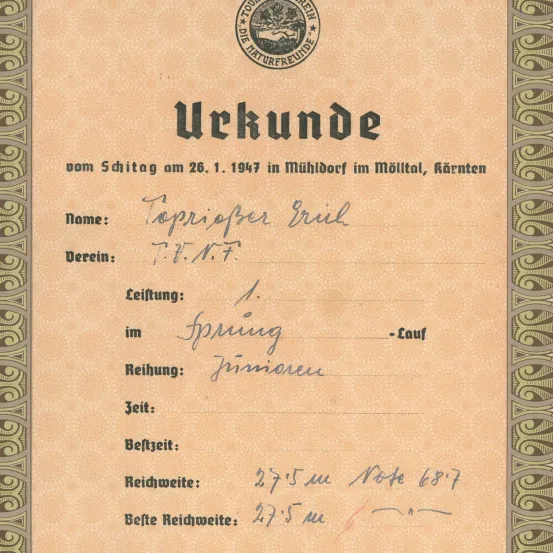 TOURISTENVEREIN
"DIE NATURFREUNDE"
Urkunde
vom Schitag am 26. 1. 1947 in Mühldorf im Mölltal, Kärnten
Name: Erich
Verein: T. V. N. F.
Leistung: 1.
im Sprung -Lauf
Reihung: Junioren
Zeit:
Bestzeit:
Reichweite: 27·5 m Note 68·7
Beste Reichweite: 27·5 m — " —